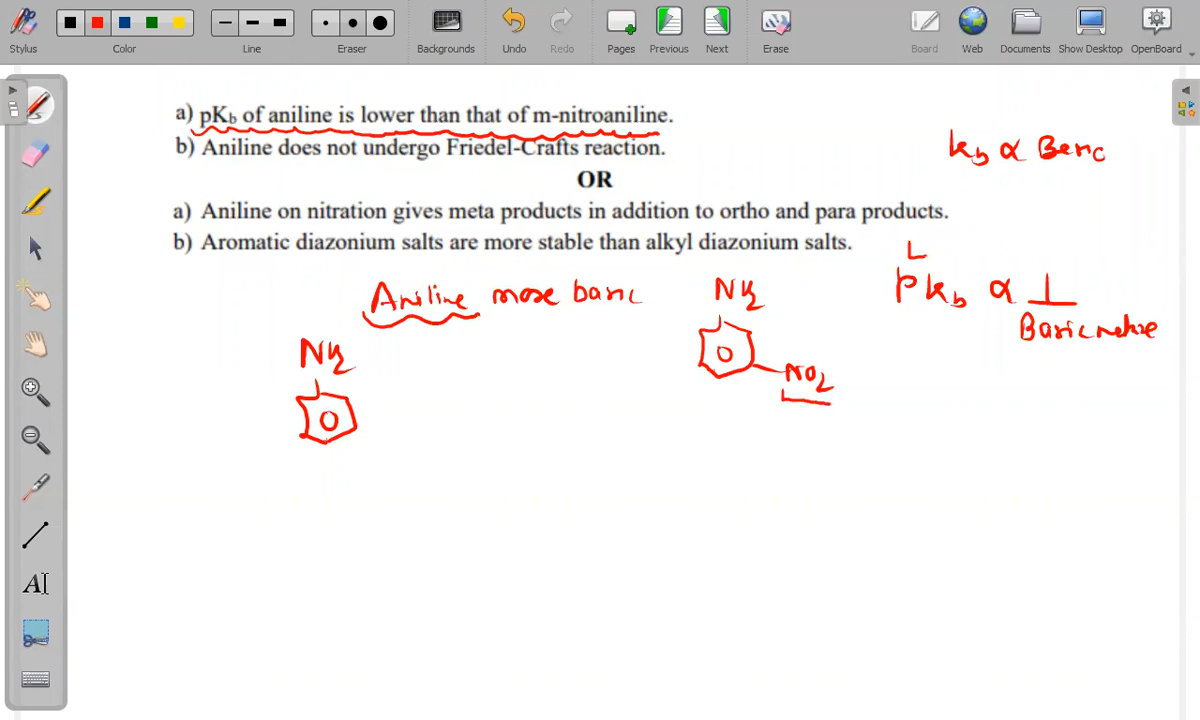 Stylus
Color
Line
Eraser
Backgrounds
Undo
Redo
Pages
Previous
Next
Erase
Board
Web
Documents
Show Desktop
OpenBoard
a) pKb of aniline is lower than that of m-nitroaniline.
b) Aniline does not undergo Friedel-Crafts reaction.
OR
a) Aniline on nitration gives meta products in addition to ortho and para products.
b) Aromatic diazonium salts are more stable than alkyl diazonium salts.
kb ∝ Basic
L
pkb ∝ 1
Basic nature
Aniline more basic
NH2
NH2
NO2
AI